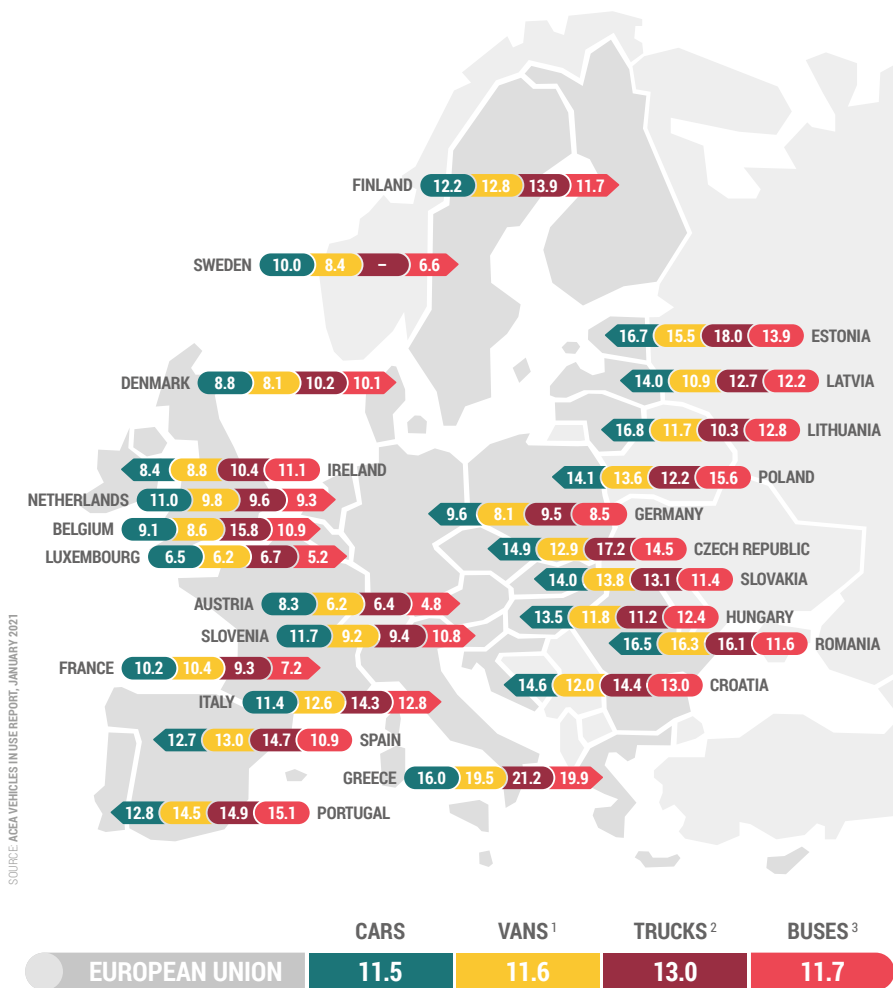 FINLAND 12.2 12.8 13.9 11.7
SWEDEN 10.0 8.4 – 6.6
16.7 15.5 18.0 13.9 ESTONIA
DENMARK 8.8 8.1 10.2 10.1
14.0 10.9 12.7 12.2 LATVIA
16.8 11.7 10.3 12.8 LITHUANIA
8.4 8.8 10.4 11.1 IRELAND
14.1 13.6 12.2 15.6 POLAND
NETHERLANDS 11.0 9.8 9.6 9.3
9.6 8.1 9.5 8.5 GERMANY
BELGIUM 9.1 8.6 15.8 10.9
14.9 12.9 17.2 14.5 CZECH REPUBLIC
LUXEMBOURG 6.5 6.2 6.7 5.2
14.0 13.8 13.1 11.4 SLOVAKIA
AUSTRIA 8.3 6.2 6.4 4.8
13.5 11.8 11.2 12.4 HUNGARY
SLOVENIA 11.7 9.2 9.4 10.8
16.5 16.3 16.1 11.6 ROMANIA
FRANCE 10.2 10.4 9.3 7.2
14.6 12.0 14.4 13.0 CROATIA
ITALY 11.4 12.6 14.3 12.8
12.7 13.0 14.7 10.9 SPAIN
GREECE 16.0 19.5 21.2 19.9
12.8 14.5 14.9 15.1 PORTUGAL
SOURCE: ACEA VEHICLES IN USE REPORT, JANUARY 2021
CARS VANS 1 TRUCKS 2 BUSES 3
EUROPEAN UNION 11.5 11.6 13.0 11.7